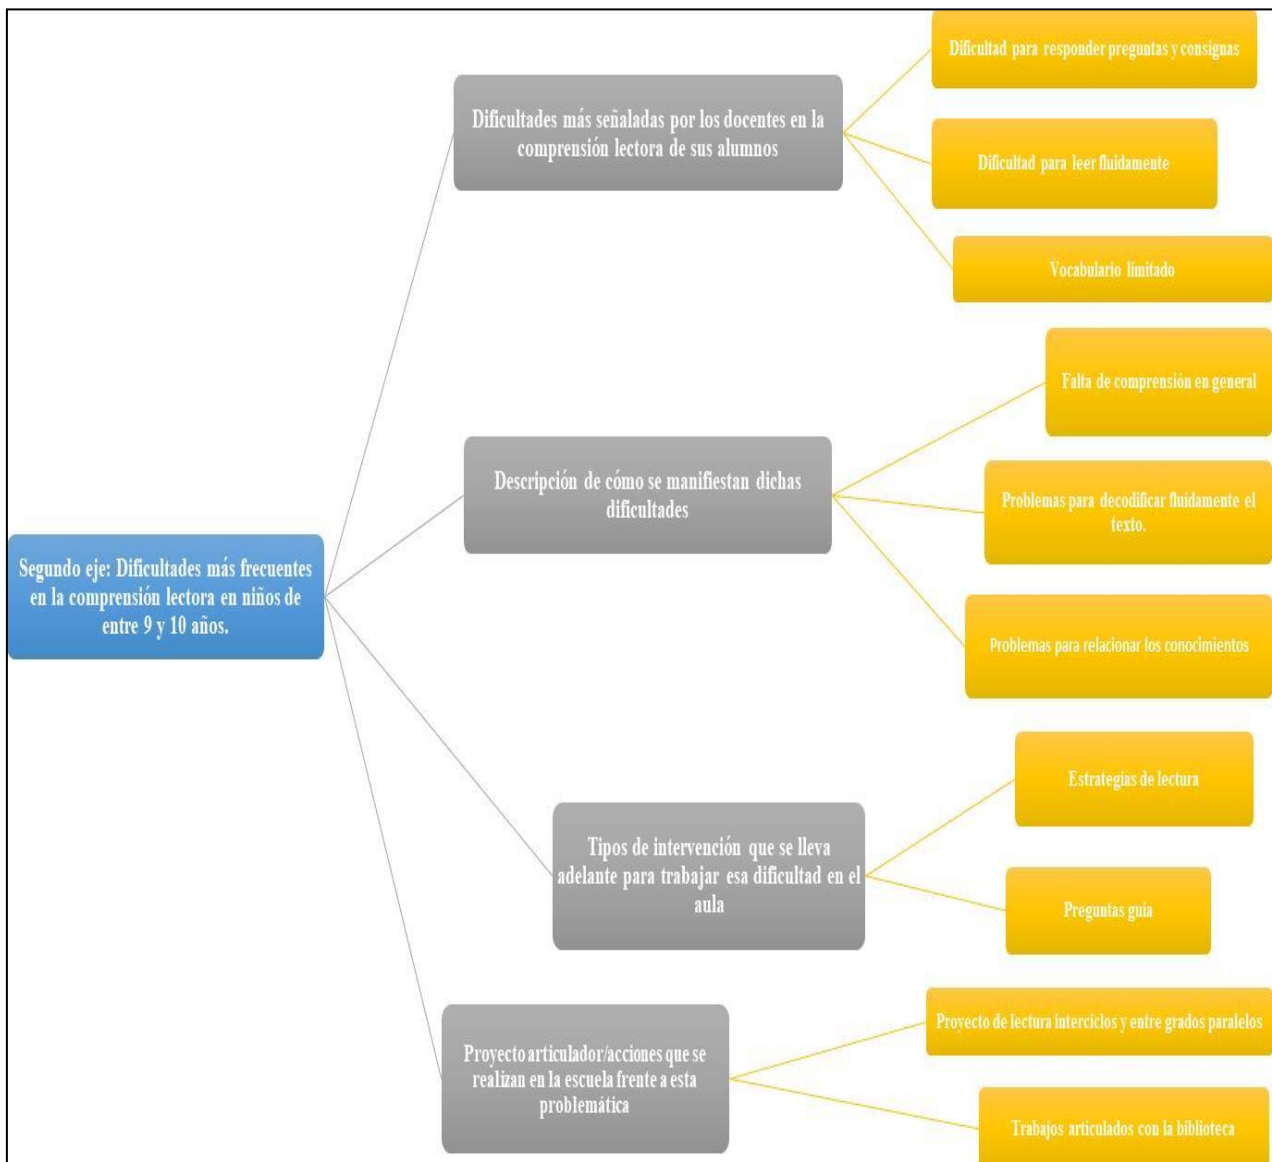 Segundo eje: Dificultades más frecuentes
en la comprensión lectora en niños de
entre 9 y 10 años.
Dificultades más señaladas por los docentes en la
comprensión lectora de sus alumnos
Dificultad para responder preguntas y consignas
Dificultad para leer fluidamente
Vocabulario limitado
Descripción de cómo se manifiestan dichas
dificultades
Falta de comprensión en general
Problemas para decodificar fluidamente el
texto.
Problemas para relacionar los conocimientos
Tipos de intervención que se lleva
adelante para trabajar esa dificultad en el
aula
Estrategias de lectura
Preguntas guía
Proyecto articulador/acciones que se
realizan en la escuela frente a esta
problemática
Proyecto de lectura interciclos y entre grados paralelos
Trabajos articulados con la biblioteca